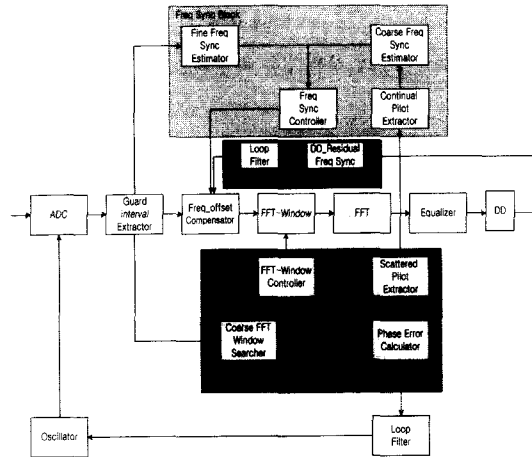 Freq Sync Block
Fine Freq
Sync
Estimator
Coarse Freq
Sync
Estimator
Freq
Sync
Controller
Continual
Pilot
Extractor
Loop
Filter
DD_Residual
Freq Sync
ADC
Guard
interval
Extractor
Freq_offset
Compensator
FFT-Window
FFT
Equalizer
DD
FFT-Window
Controller
Scattered
Pilot
Extractor
Coarse FFT
Window
Searcher
Phase Error
Calculator
Oscillator
Loop
Filter